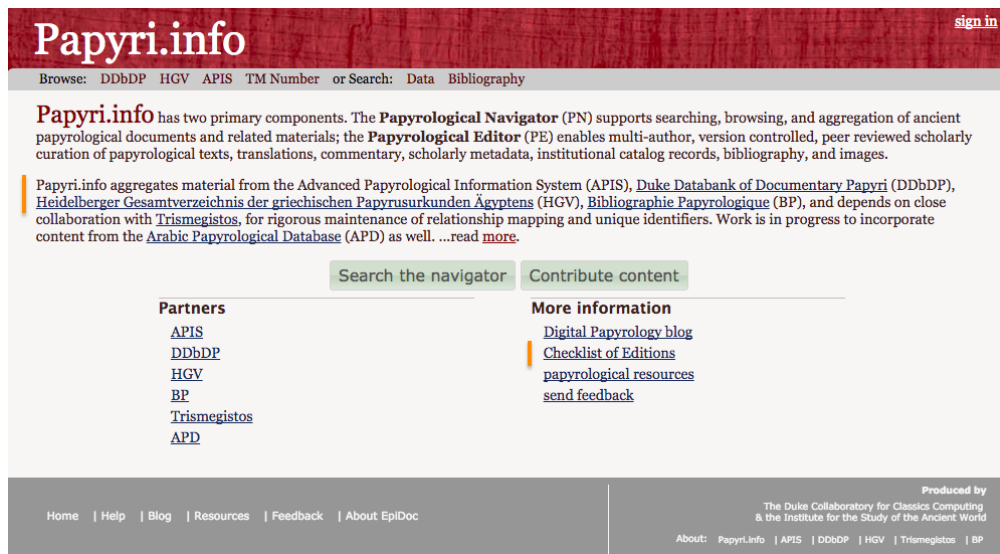 sign in
Papyri.info
Browse: DDbDP HGV APIS TM Number or Search: Data Bibliography
Papyri.info has two primary components. The Papyrological Navigator (PN) supports searching, browsing, and aggregation of ancient
papyrological documents and related materials; the Papyrological Editor (PE) enables multi-author, version controlled, peer reviewed scholarly
curation of papyrological texts, translations, commentary, scholarly metadata, institutional catalog records, bibliography, and images.
Papyri.info aggregates material from the Advanced Papyrological Information System (APIS), Duke Databank of Documentary Papyri (DDbDP),
Heidelberger Gesamtverzeichnis der griechischen Papyrusurkunden Ägyptens (HGV), Bibliographie Papyrologique (BP), and depends on close
collaboration with Trismegistos, for rigorous maintenance of relationship mapping and unique identifiers. Work is in progress to incorporate
content from the Arabic Papyrological Database (APD) as well. ...read more.
Search the navigator Contribute content
Partners
APIS
DDbDP
HGV
BP
Trismegistos
APD
More information
Digital Papyrology blog
Checklist of Editions
papyrological resources
send feedback
Home | Help | Blog | Resources | Feedback | About EpiDoc
Produced by
The Duke Collaboratory for Classics Computing
& the Institute for the Study of the Ancient World
About: Papyri.info | APIS | DDbDP | HGV | Trismegistos | BP